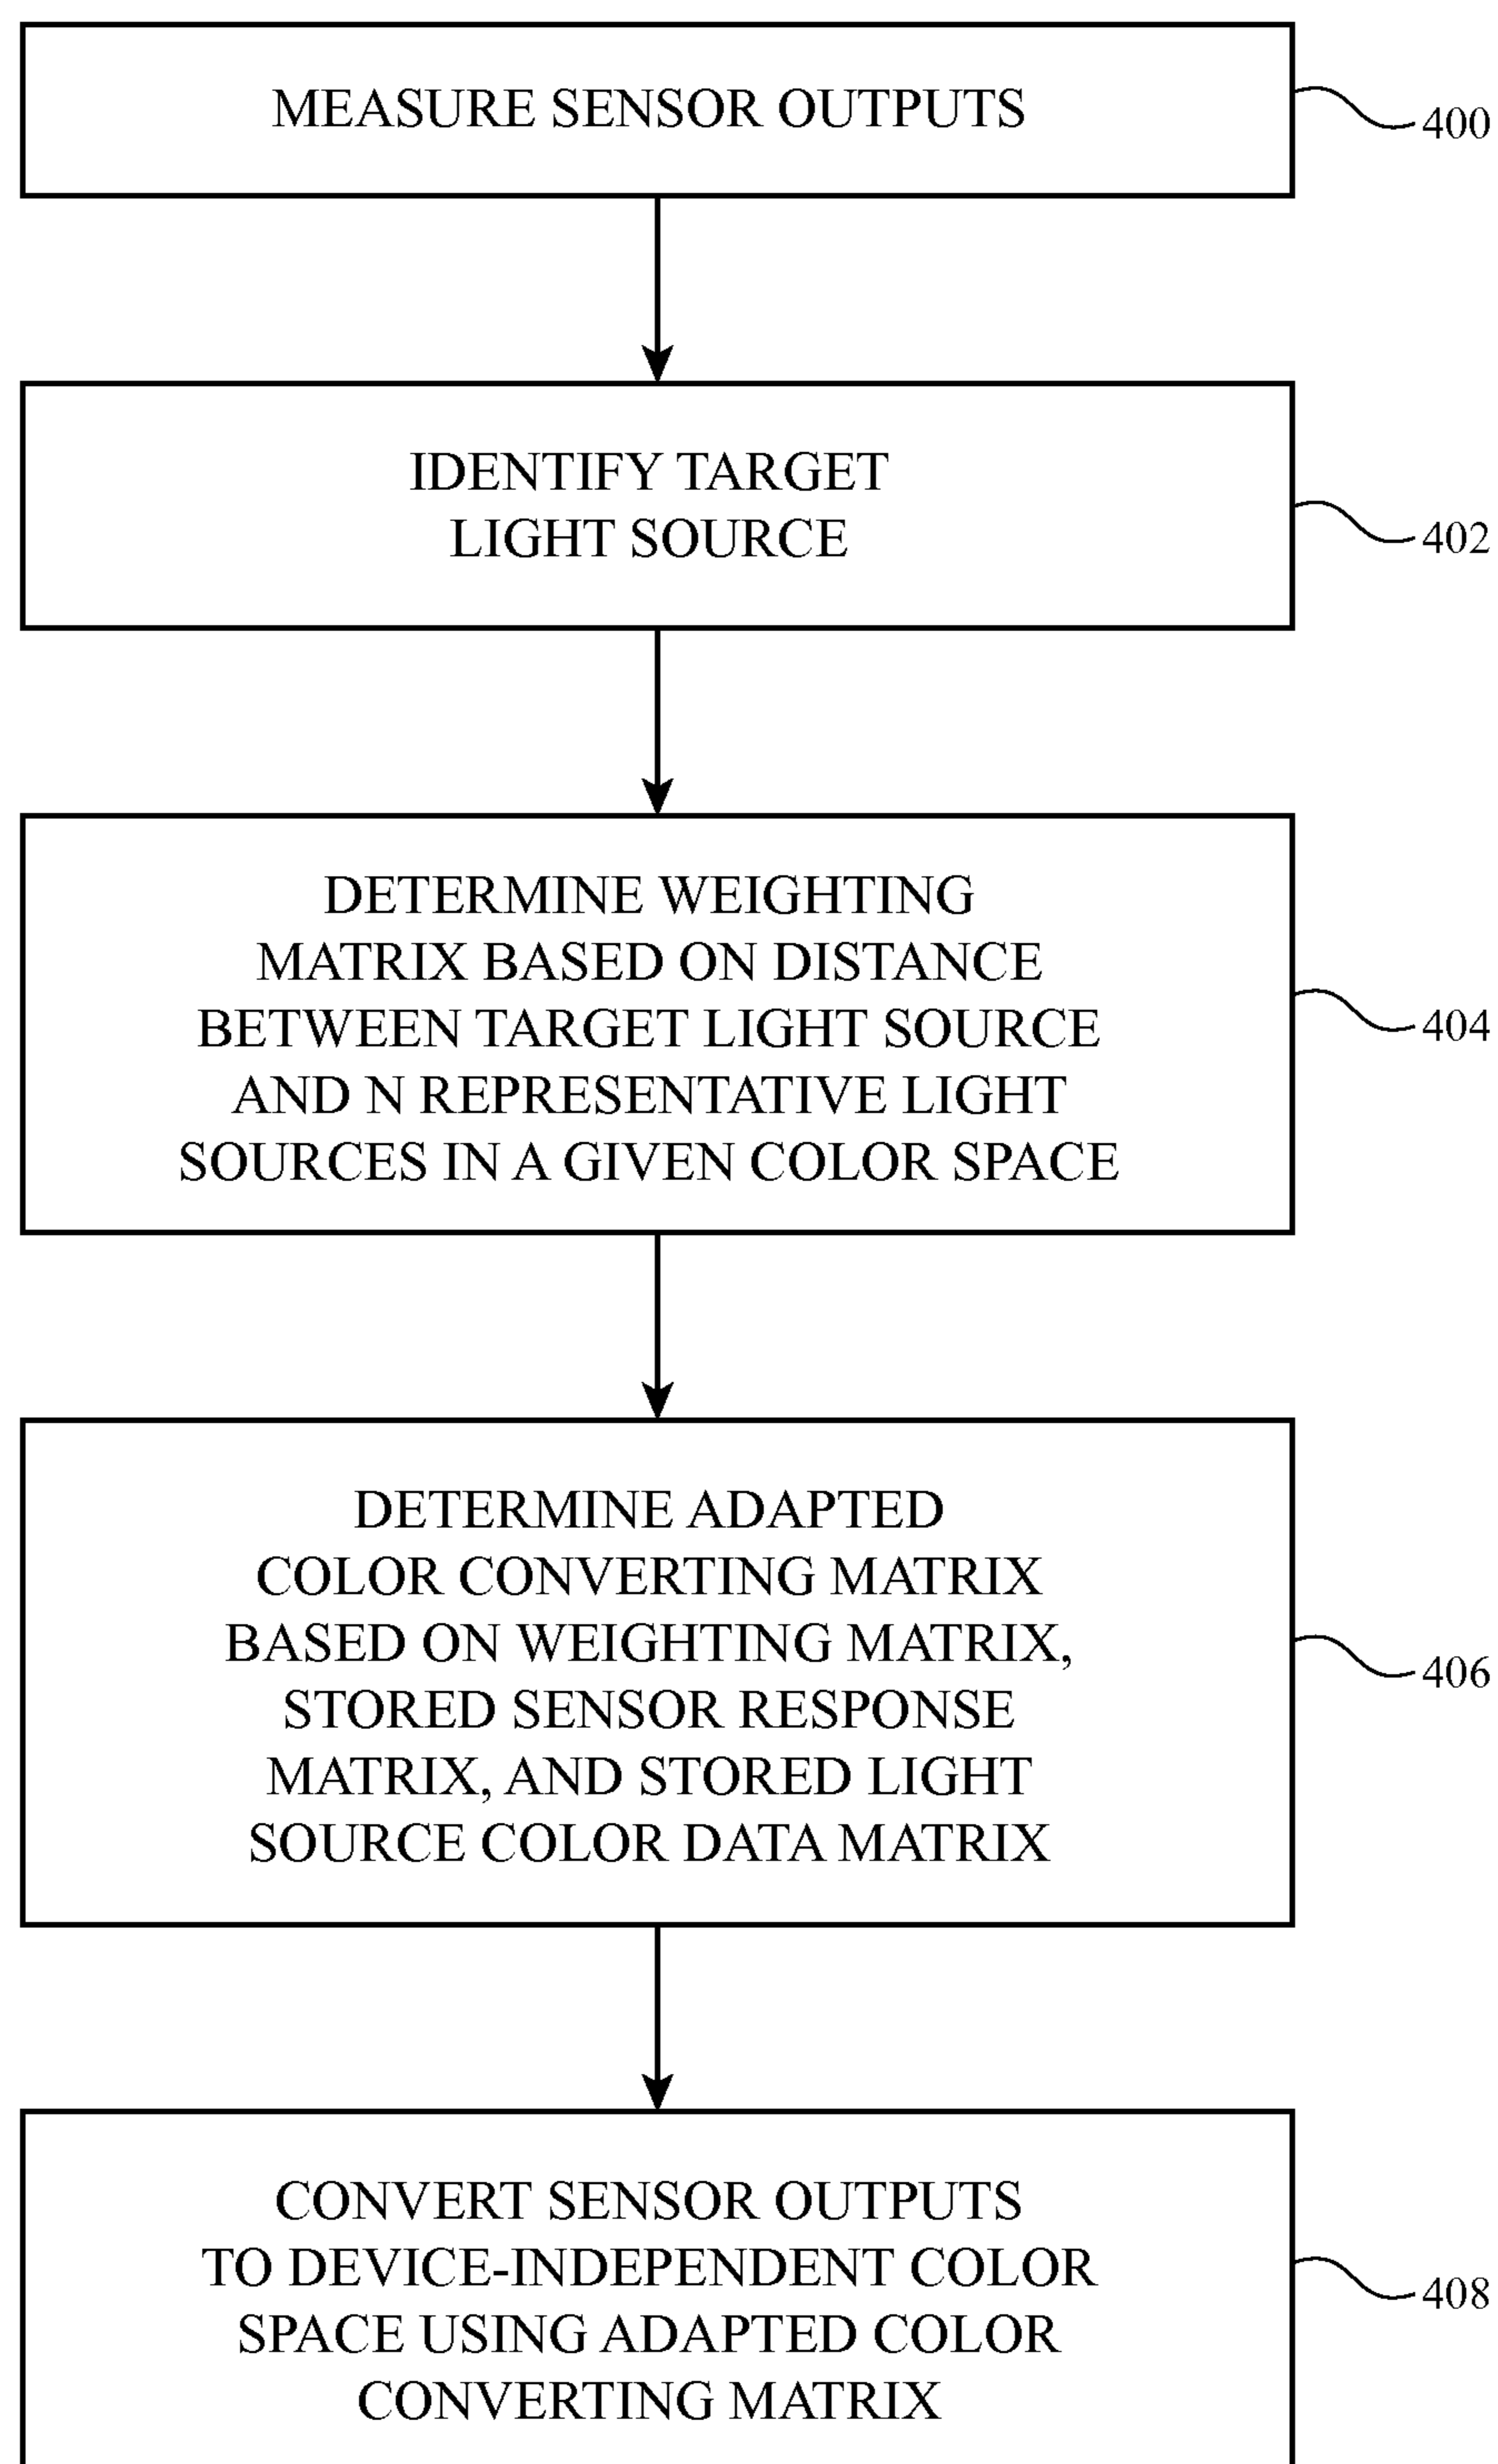 MEASURE SENSOR OUTPUTS
400
IDENTIFY TARGET
LIGHT SOURCE
402
DETERMINE WEIGHTING
MATRIX BASED ON DISTANCE
BETWEEN TARGET LIGHT SOURCE
AND N REPRESENTATIVE LIGHT
SOURCES IN A GIVEN COLOR SPACE
404
DETERMINE ADAPTED
COLOR CONVERTING MATRIX
BASED ON WEIGHTING MATRIX,
STORED SENSOR RESPONSE
MATRIX, AND STORED LIGHT
SOURCE COLOR DATA MATRIX
406
CONVERT SENSOR OUTPUTS
TO DEVICE-INDEPENDENT COLOR
SPACE USING ADAPTED COLOR
CONVERTING MATRIX
408